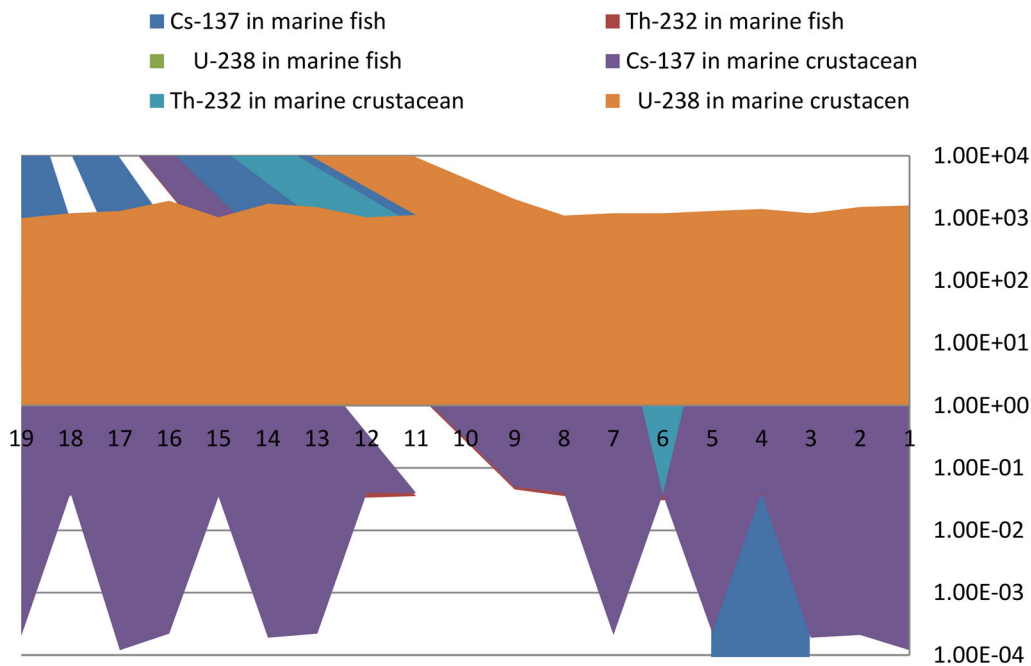 Cs-137 in marine fish Th-232 in marine fish
U-238 in marine fish Cs-137 in marine crustacean
Th-232 in marine crustacean U-238 in marine crustacen
1.00E+04
1.00E+03
1.00E+02
1.00E+01
1.00E+00
19 18 17 16 15 14 13 12 11 10 9 8 7 6 5 4 3 2 1
1.00E-01
1.00E-02
1.00E-03
1.00E-04